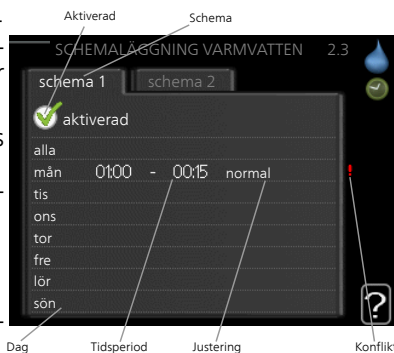 Aktiverad Schema
SCHEMALÄGGNING VARMVATTEN 2.3
schema 1 schema 2
aktiverad
alla
mån 01:00 - 00:15 normal !
tis
ons
tor
fre
lör
sön ?
Dag Tidsperiod Justering Konflikt